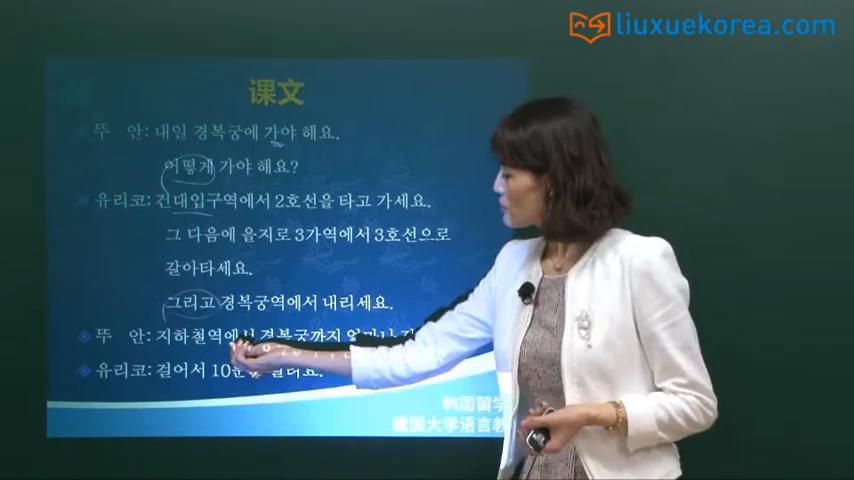 liuxuekorea.com
课文
뚜 안: 내일 경복궁에 가야 해요.
어떻게 가야 해요?
유리코: 건대입구역에서 2호선을 타고 가세요.
그 다음에 을지로 3가역에서 3호선으로
갈아타세요.
그리고 경복궁역에서 내리세요.
뚜 안: 지하철역에서 경복궁까지
유리코: 걸어서
韩国留学
建国大学语言教